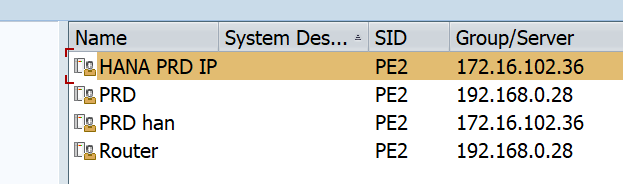 Name System Des... SID Group/Server
HANA PRD IP PE2 172.16.102.36
PRD PE2 192.168.0.28
PRD han PE2 172.16.102.36
Router PE2 192.168.0.28